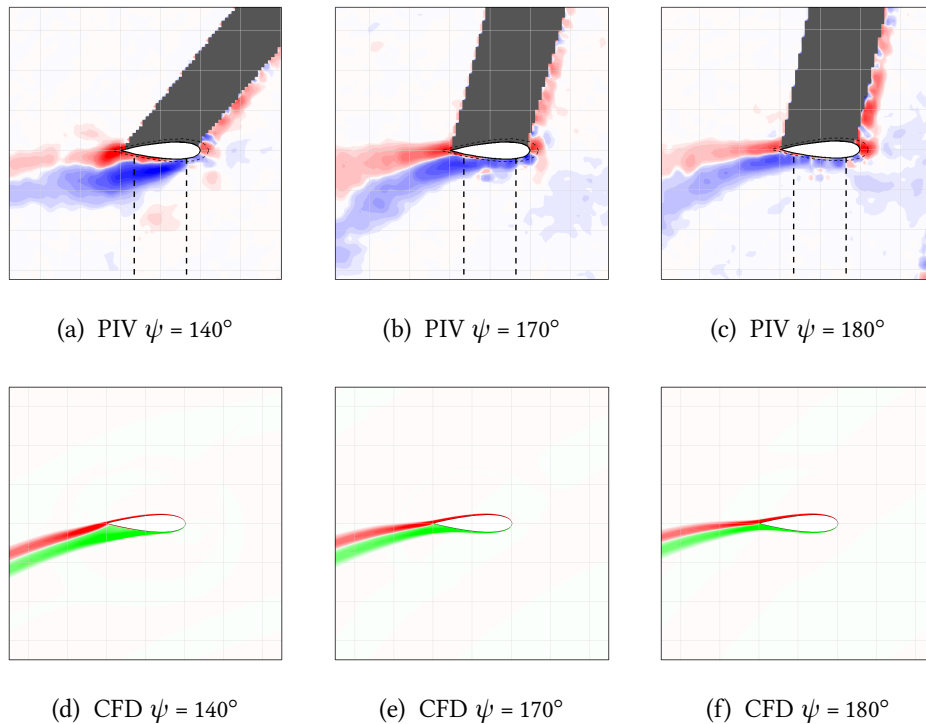 (a) PIV ψ = 140°
(b) PIV ψ = 170°
(c) PIV ψ = 180°
(d) CFD ψ = 140°
(e) CFD ψ = 170°
(f) CFD ψ = 180°